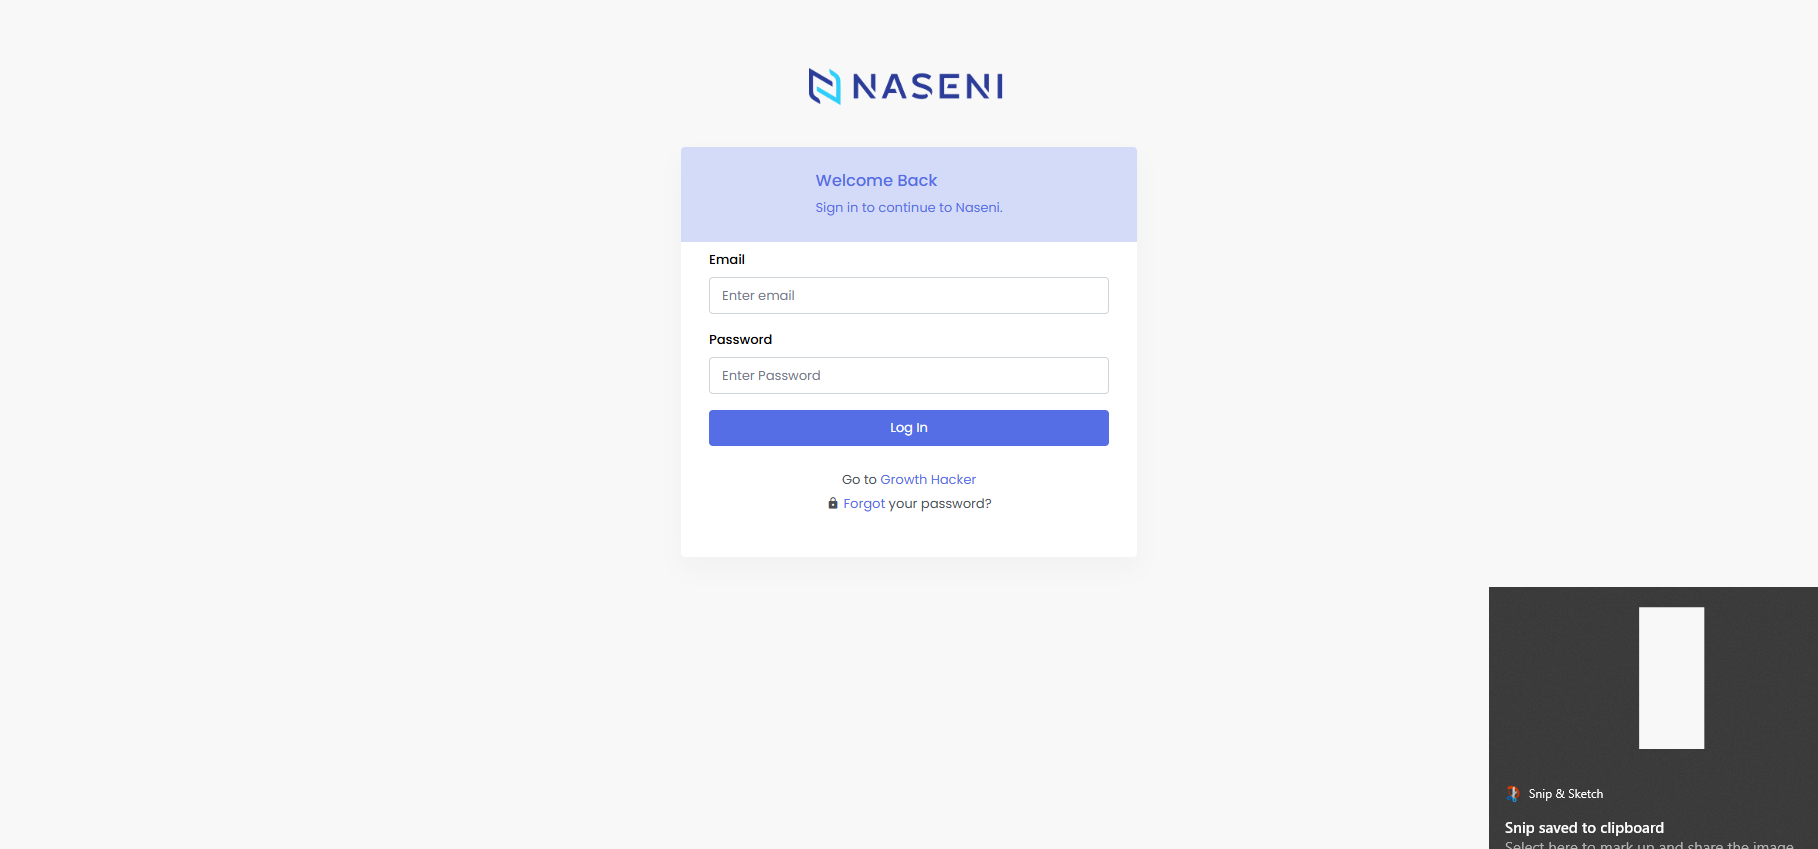 NASENI
Welcome Back
Sign in to continue to Naseni.
Email
Enter email
Password
Enter Password
Log In
Go to Growth Hacker
Forgot your password?
Snip & Sketch
Snip saved to clipboard
Select here to mark up and share the image